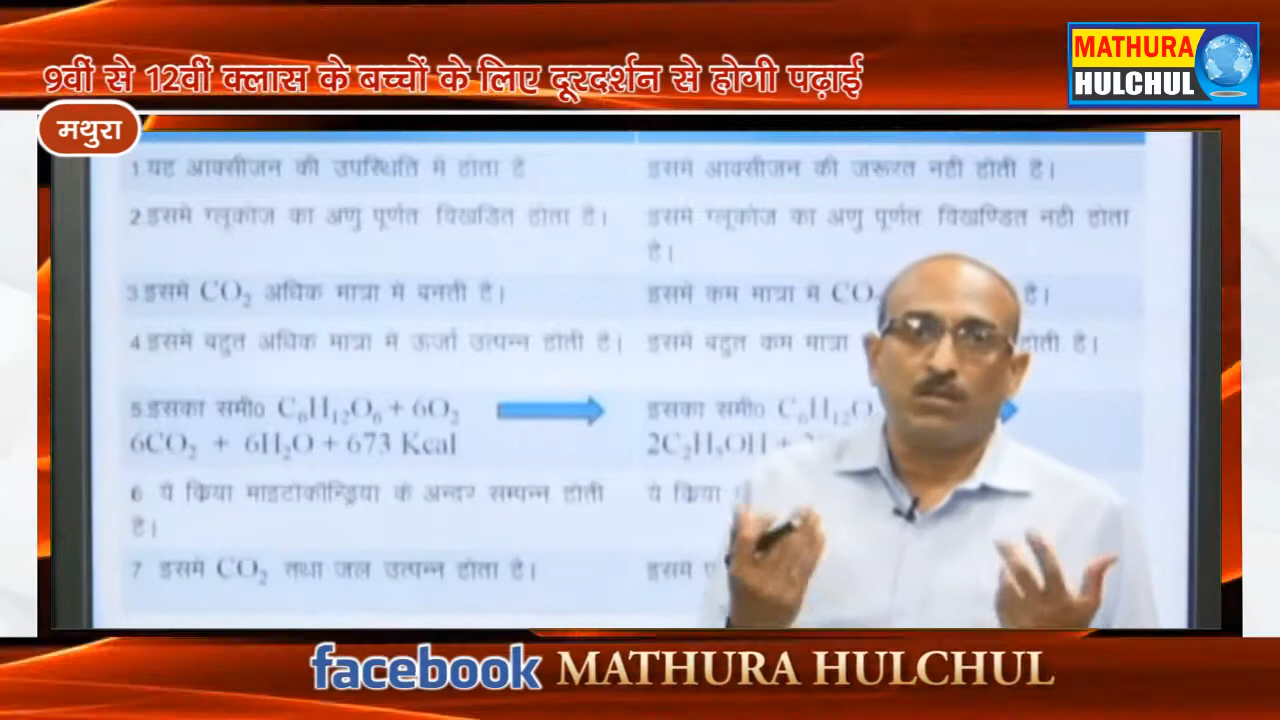 9वीं से 12वीं क्लास के बच्चों के लिए दूरदर्शन से होगी पढ़ाई
MATHURA
HULCHUL
मथुरा
1.यह आक्सीजन की उपस्थिति मे होता है
इसमे आक्सीजन की जरूरत नही होती है।
2.इसमे ग्लूकोज का अणु पूर्णत विखडित होता है।
इसमे ग्लूकोज का अणु पूर्णत विखण्डित नही होता
है।
3.इसमे CO₂ अधिक मात्रा मे बनती है।
इसमे कम मात्रा मे CO है।
4.इसमे बहुत अधिक मात्रा मे ऊर्जा उत्पन्न होती है।
इसमे बहुत कम मात्रा होती है।
5.इसका समी0 C₆H₁₂O₆ + 6O₂
6CO₂ + 6H₂O + 673 Kcal
इसका समी0 C₆H₁₂O
2C₂H₅OH +
6 ये क्रिया माइटोकॉन्ड्रिया के अन्दर सम्पन्न होती
है।
ये क्रिया
7 इसमे CO₂ तथा जल उत्पन्न होता है।
इसमे
facebook MATHURA HULCHUL